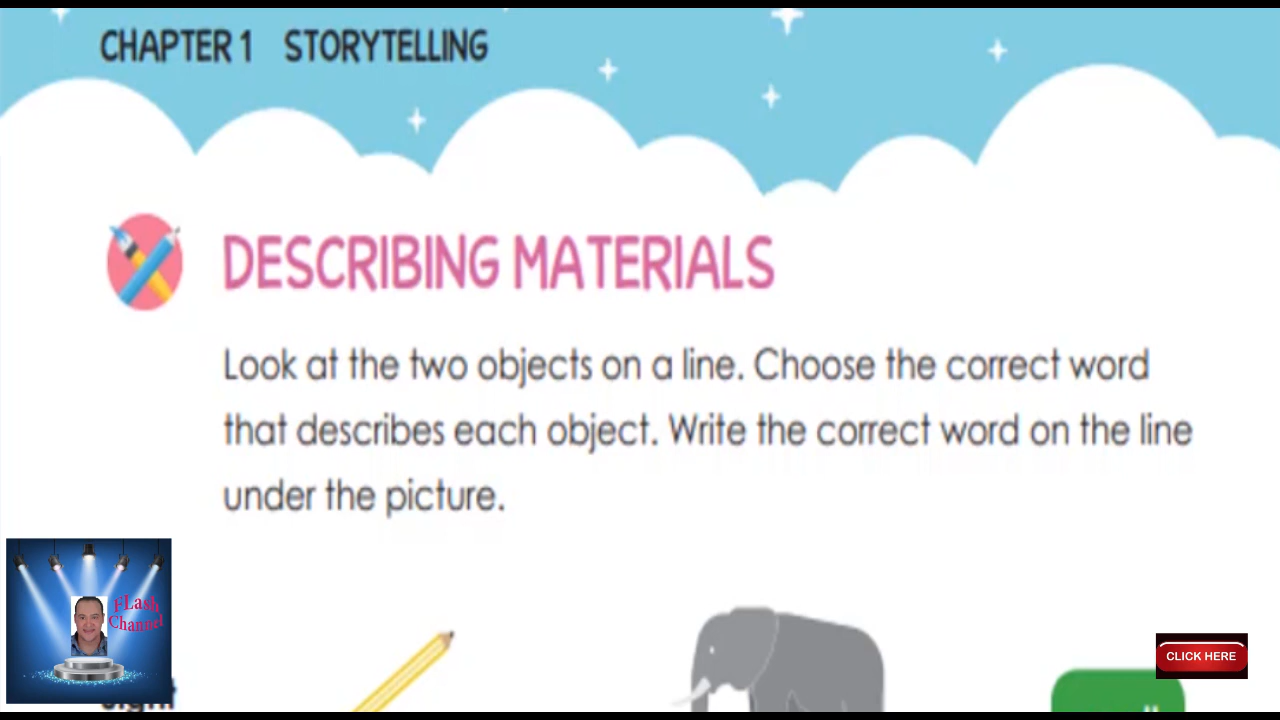 CHAPTER 1 STORYTELLING
DESCRIBING MATERIALS
Look at the two objects on a line. Choose the correct word
that describes each object. Write the correct word on the line
under the picture.
FLash
Channel
CLICK HERE